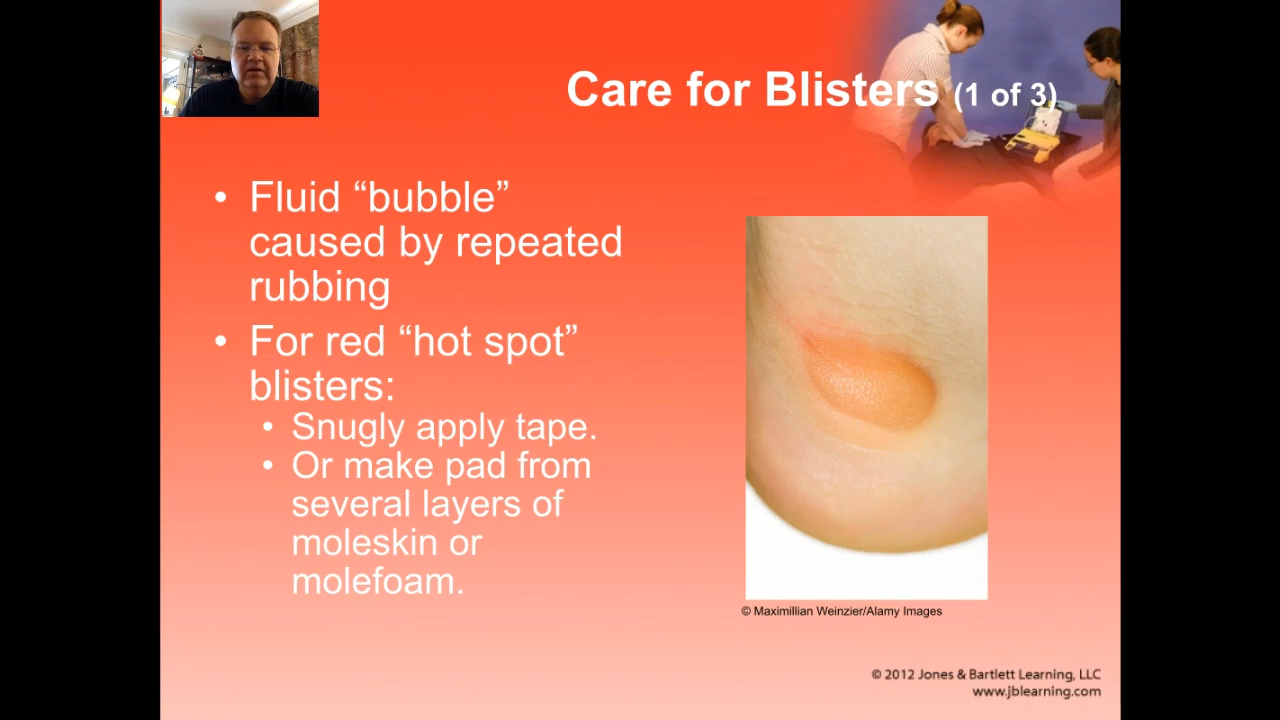 Care for Blisters (1 of 3)
• Fluid “bubble”
caused by repeated
rubbing
• For red “hot spot”
blisters:
• Snugly apply tape.
• Or make pad from
several layers of
moleskin or
molefoam.
© Maximillian Weinzier/Alamy Images
© 2012 Jones & Bartlett Learning, LLC
www.jblearning.com